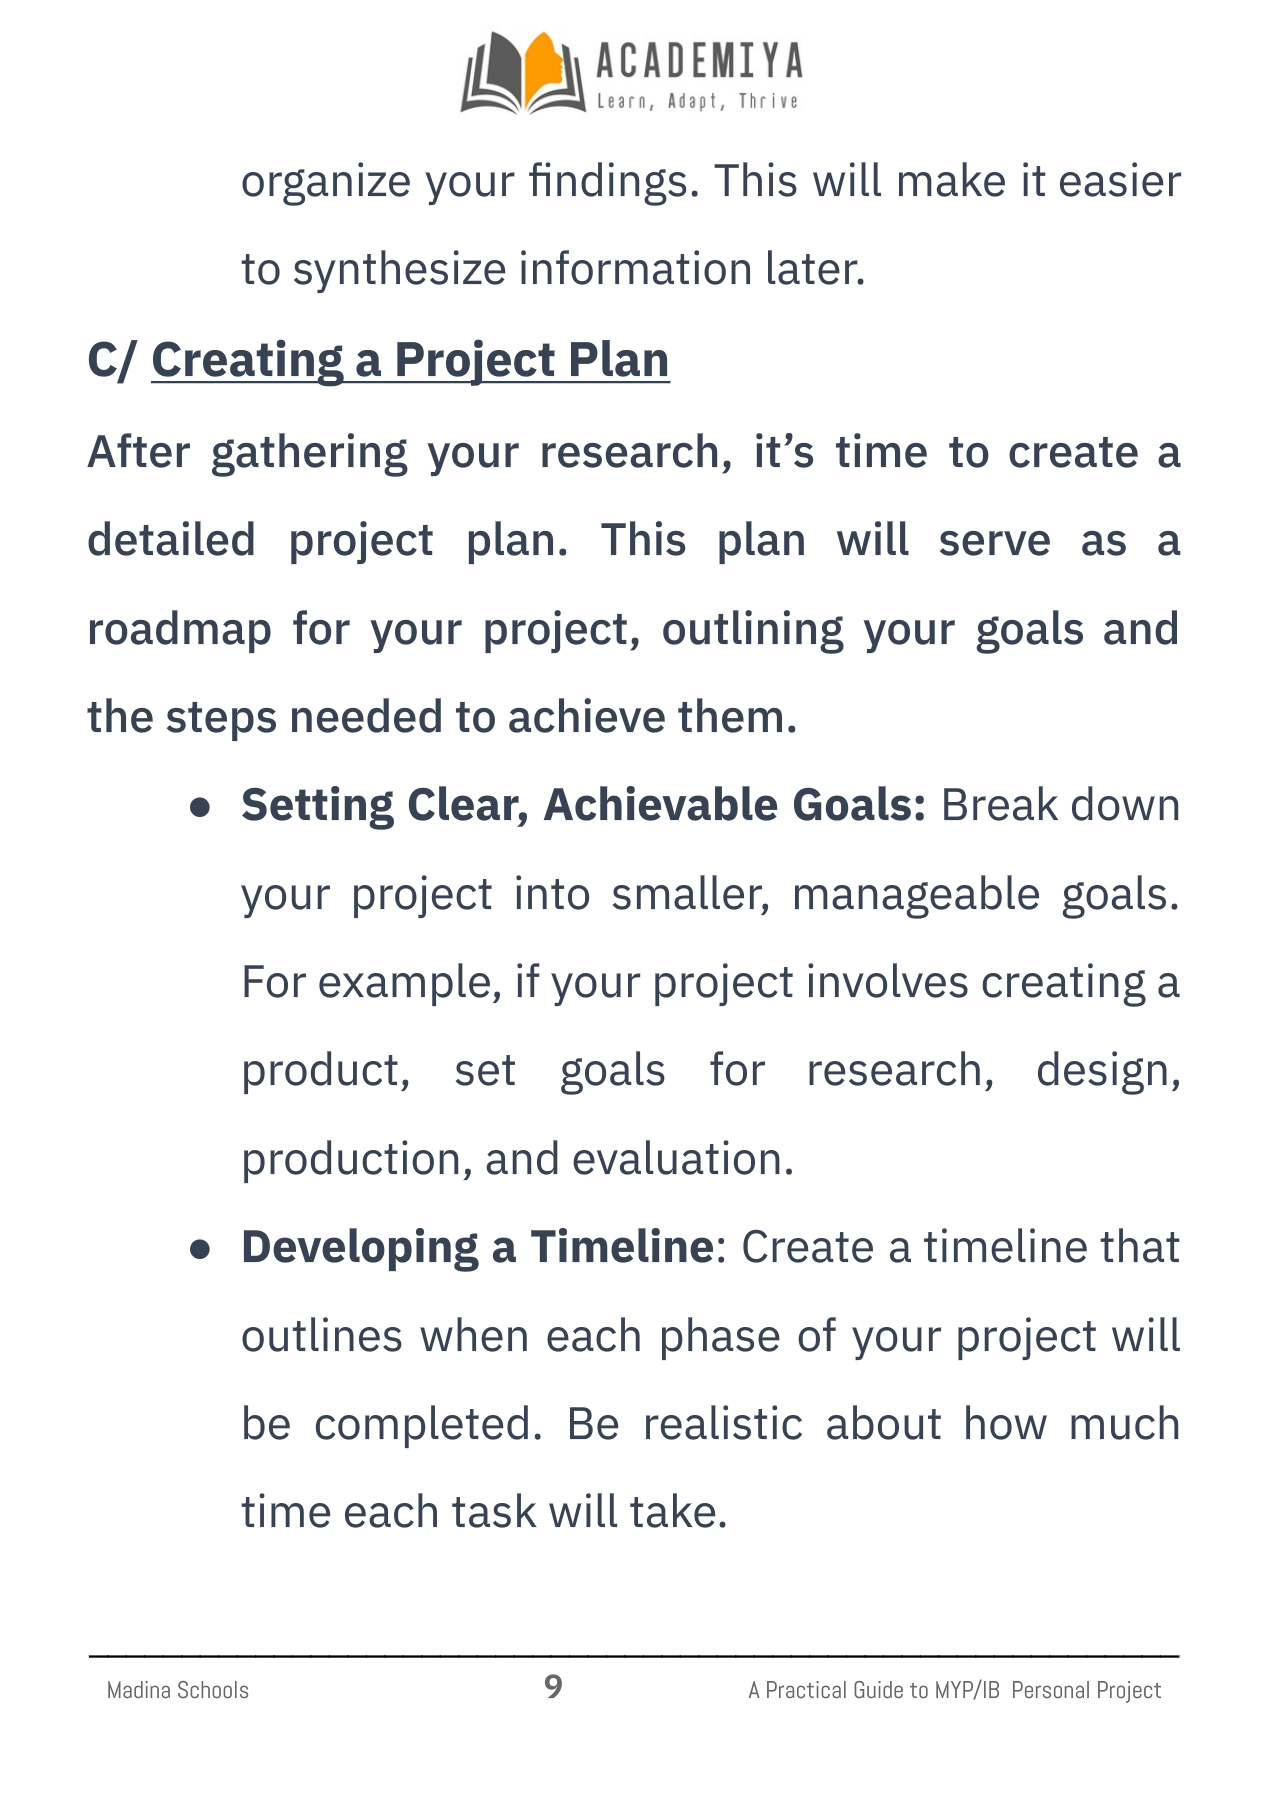 ACADEMIYA
Learn, Adapt, Thrive
organize your findings. This will make it easier
to synthesize information later.
C/ Creating a Project Plan
After gathering your research, it’s time to create a
detailed project plan. This plan will serve as a
roadmap for your project, outlining your goals and
the steps needed to achieve them.
● Setting Clear, Achievable Goals: Break down
your project into smaller, manageable goals.
For example, if your project involves creating a
product, set goals for research, design,
production, and evaluation.
● Developing a Timeline: Create a timeline that
outlines when each phase of your project will
be completed. Be realistic about how much
time each task will take.
Madina Schools 9 A Practical Guide to MYP/IB Personal Project